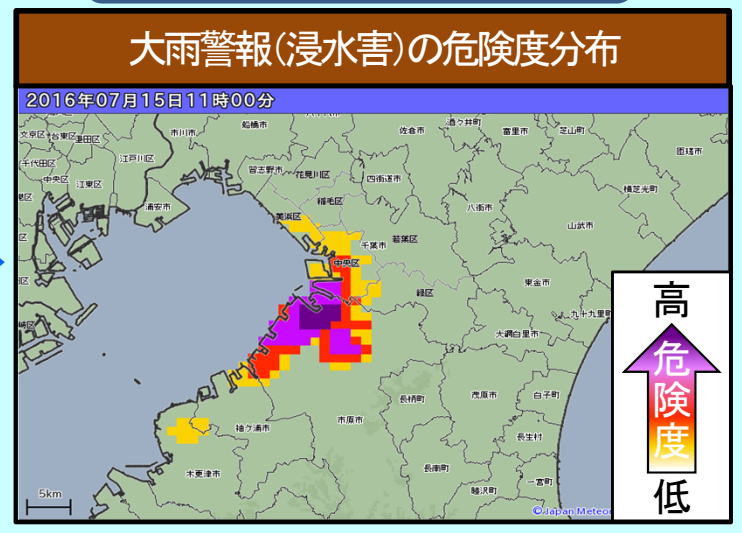 大雨警報(浸水害)の危険度分布
2016年07月15日11時00分
船橋市
酒々井町
市川市
佐倉市
富里市
芝山町
文京区
台東区
墨田区
江戸川区
習志野市
花見川区
四街道市
匝瑳市
千代田区
中央区
江東区
稲毛区
横芝光町
浦安市
美浜区
八街市
山武市
千葉市
若葉区
中央区
緑区
東金市
九十九里町
大網白里市
高
危険度
低
長柄町
茂原市
白子町
市原市
袖ケ浦市
長生村
木更津市
長南町
一宮町
睦沢町
5km
©Japan Meteor